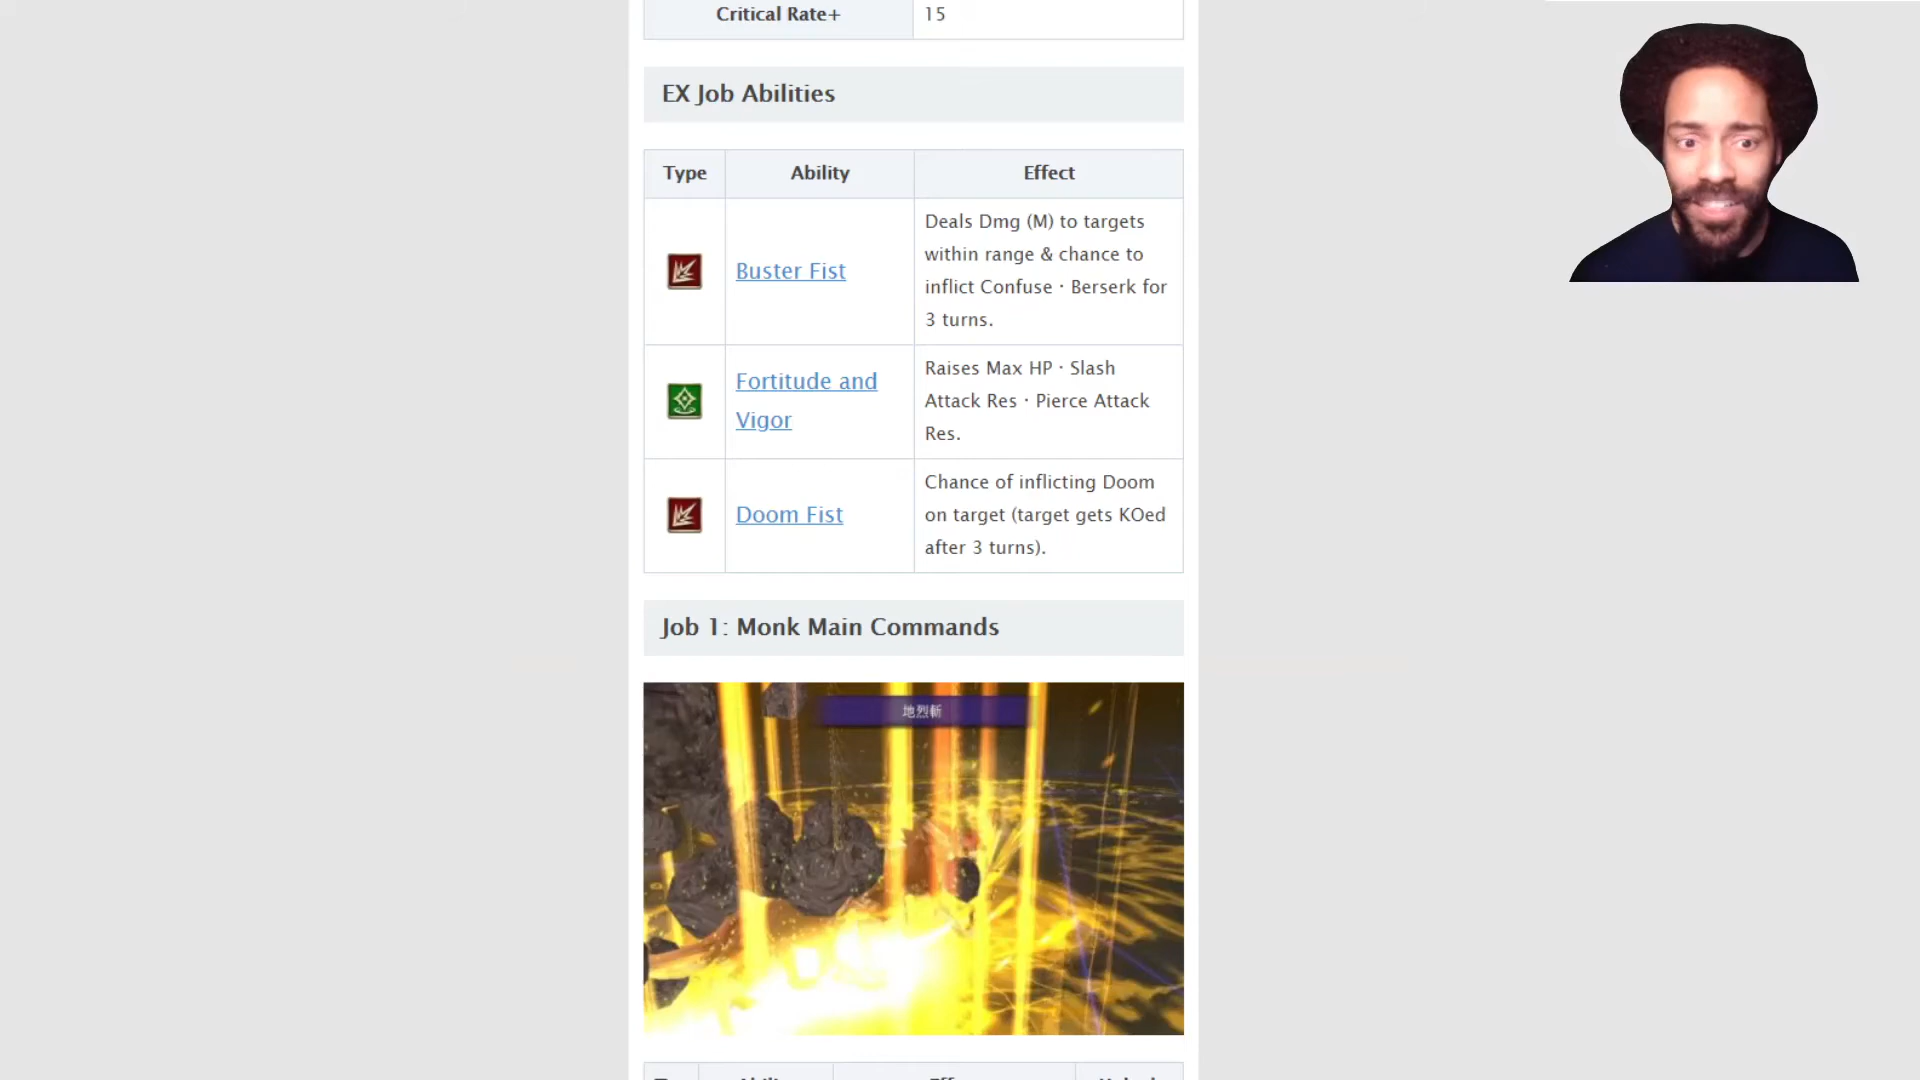 Critical Rate+ 15
EX Job Abilities
Type Ability Effect
Buster Fist
Deals Dmg (M) to targets
within range & chance to
inflict Confuse · Berserk for
3 turns.
Fortitude and
Vigor
Raises Max HP · Slash
Attack Res · Pierce Attack
Res.
Doom Fist
Chance of inflicting Doom
on target (target gets KOed
after 3 turns).
Job 1: Monk Main Commands
地烈斬